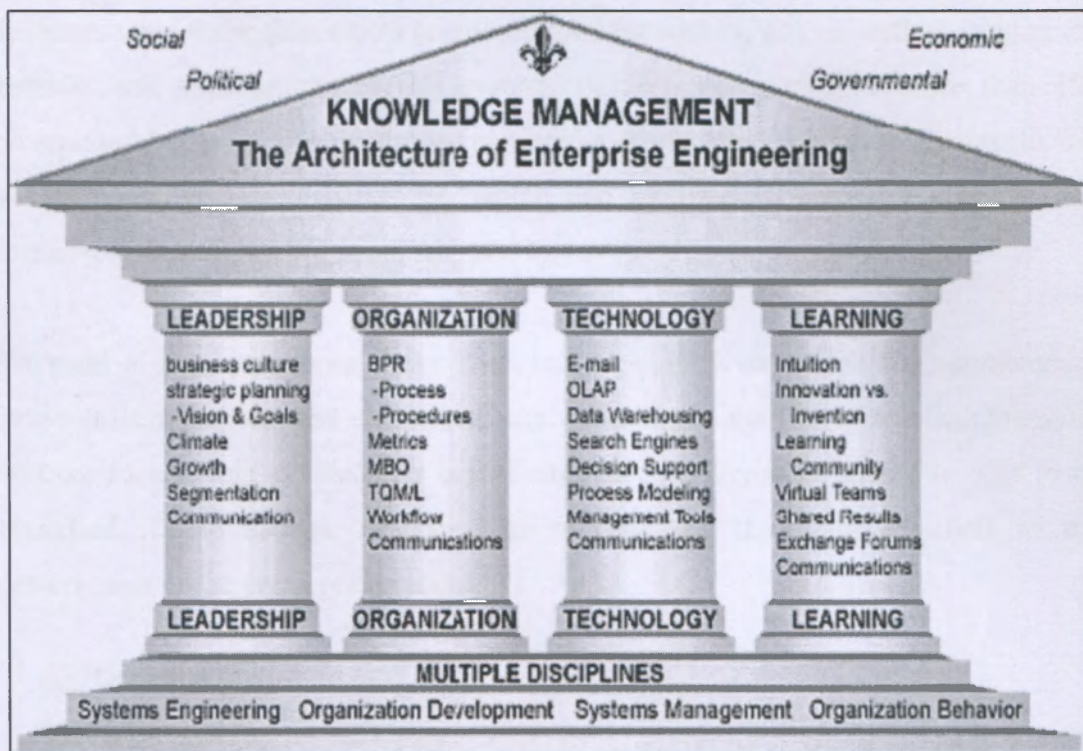 Social
Economic
Political
Governmental
KNOWLEDGE MANAGEMENT
The Architecture of Enterprise Engineering
LEADERSHIP
business culture
strategic planning
-Vision & Goals
Climate
Growth
Segmentation
Communication
LEADERSHIP
ORGANIZATION
BPR
-Process
-Procedures
Metrics
MBO
TQM/L
Workflow
Communications
ORGANIZATION
TECHNOLOGY
E-mail
OLAP
Data Warehousing
Search Engines
Decision Support
Process Modeling
Management Tools
Communications
TECHNOLOGY
LEARNING
Intuition
Innovation vs.
Invention
Learning
Community
Virtual Teams
Shared Results
Exchange Forums
Communications
LEARNING
MULTIPLE DISCIPLINES
Systems Engineering Organization Development Systems Management Organization Behavior